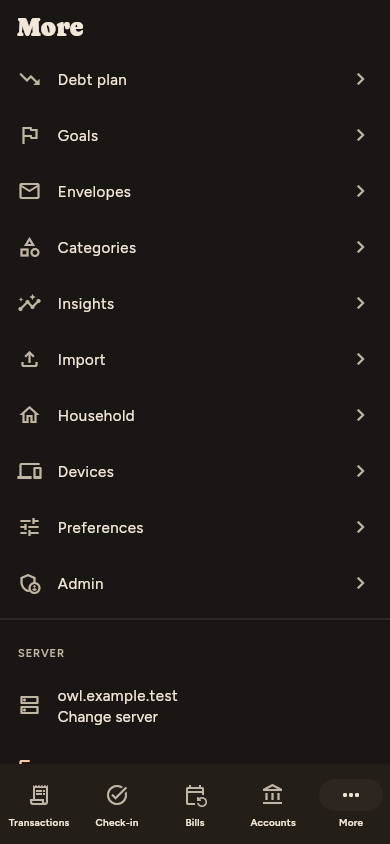 More
Debt plan
Goals
Envelopes
Categories
Insights
Import
Household
Devices
Preferences
Admin
SERVER
owl.example.test
Change server
Transactions
Check-in
Bills
Accounts
More